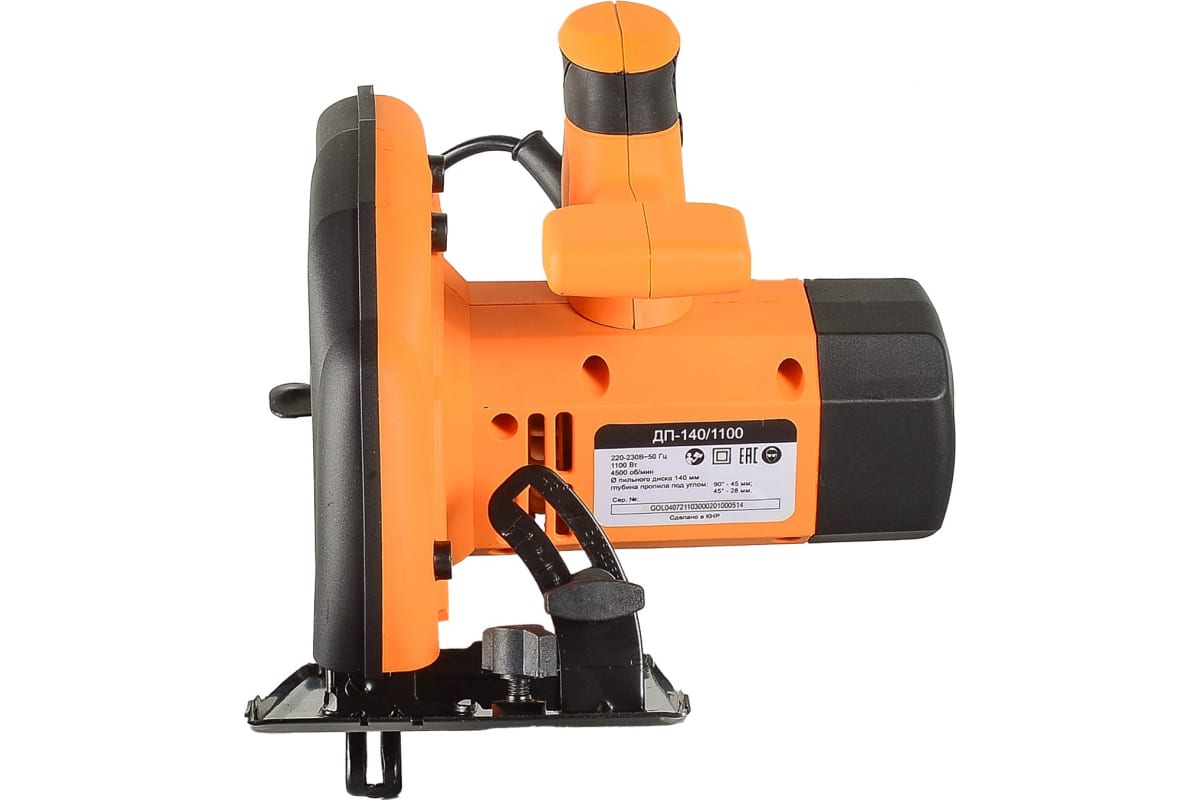 ДП-140/1100
220-230В~50 Гц
1100 Вт
4500 об/мин
Ø пильного диска 140 мм
глубина пропила под углом: 90° - 45 мм;
45° - 28 мм.
EAC
Сер. №:
GOL040721103000201000514
Сделано в КНР